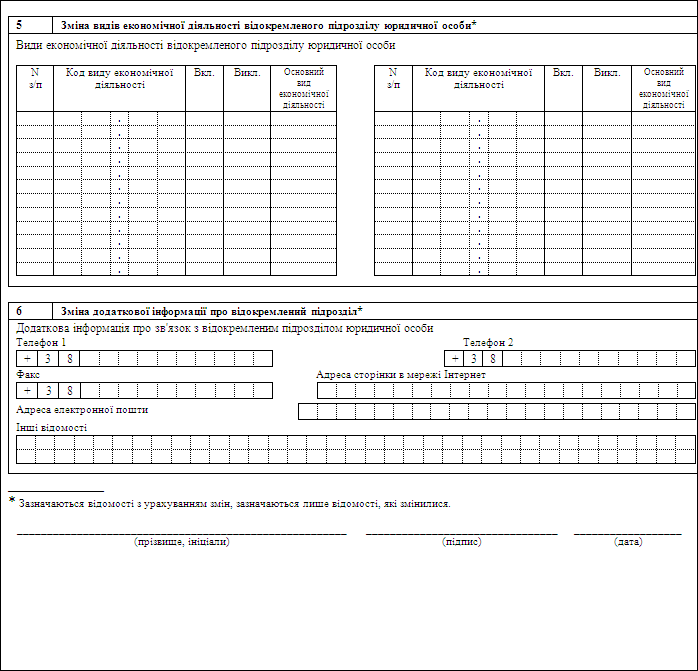 5 Зміна видів економічної діяльності відокремленого підрозділу юридичної особи*
Види економічної діяльності відокремленого підрозділу юридичної особи
N з/п Код виду економічної діяльності Вкл. Викл. Основний вид економічної діяльності N з/п Код виду економічної діяльності Вкл. Викл. Основний вид економічної діяльності
. .
. .
. .
. .
. .
. .
. .
. .
. .
. .
. .
. .
6 Зміна додаткової інформації про відокремлений підрозділ*
Додаткова інформація про зв'язок з відокремленим підрозділом юридичної особи
Телефон 1 Телефон 2
+ 3 8 + 3 8
Факс Адреса сторінки в мережі Інтернет
+ 3 8
Адреса електронної пошти
Інші відомості
* Зазначаються відомості з урахуванням змін, зазначаються лише відомості, які змінилися.
(прізвище, ініціали) (підпис) (дата)